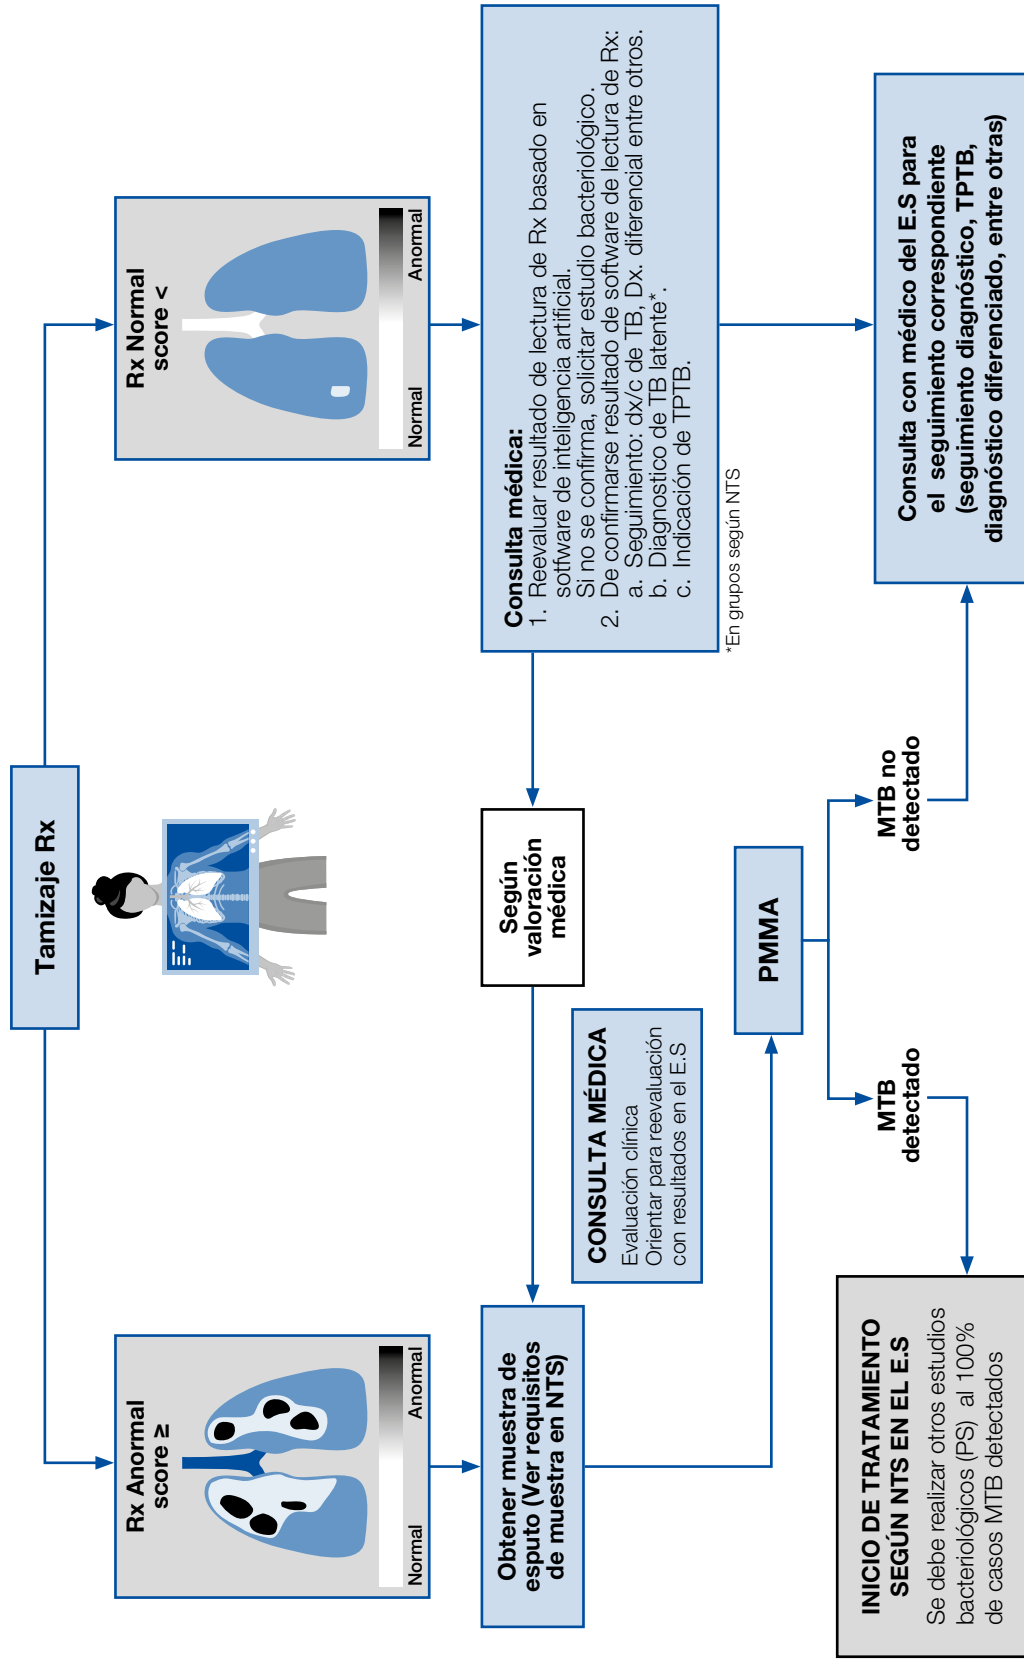 Tamizaje Rx
Rx Anormal
score ≥
Normal
Anormal
Rx Normal
score <
Normal
Anormal
Obtener muestra de
esputo (Ver requisitos
de muestra en NTS)
Según
valoración
médica
Consulta médica:
1. Reevaluar resultado de lectura de Rx basado en
sotfware de inteligencia artificial.
Si no se confirma, solicitar estudio bacteriológico.
2. De confirmarse resultado de software de lectura de Rx:
a. Seguimiento: dx/c de TB, Dx. diferencial entre otros.
b. Diagnostico de TB latente*.
c. Indicación de TPTB.
*En grupos según NTS
CONSULTA MÉDICA
Evaluación clínica
Orientar para reevaluación
con resultados en el E.S
PMMA
MTB
detectado
MTB no
detectado
INICIO DE TRATAMIENTO
SEGÚN NTS EN EL E.S
Se debe realizar otros estudios
bacteriológicos (PS) al 100%
de casos MTB detectados
Consulta con médico del E.S para
el seguimiento correspondiente
(seguimiento diagnóstico, TPTB,
diagnóstico diferenciado, entre otras)